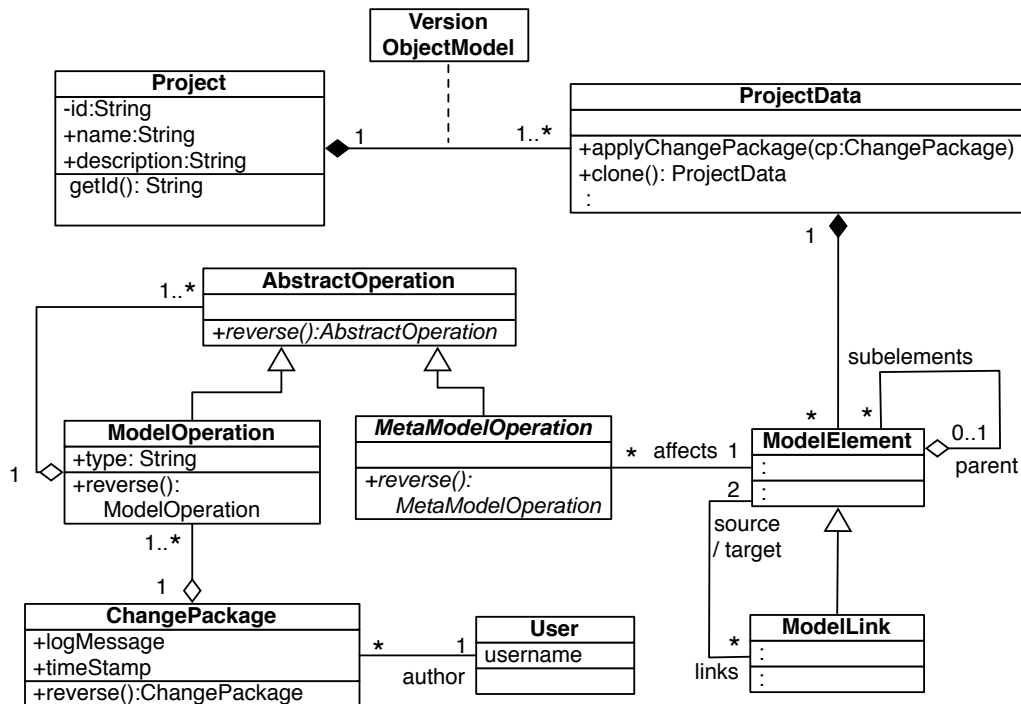 Version
ObjectModel
Project
-id:String
+name:String
+description:String
getId(): String
1
1..*
ProjectData
+applyChangePackage(cp:ChangePackage)
+clone(): ProjectData
:
1
AbstractOperation
+reverse():AbstractOperation
1..*
subelements
*
*
ModelOperation
+type: String
+reverse():
ModelOperation
1
1..*
MetaModelOperation
+reverse():
MetaModelOperation
* affects 1
ModelElement
:
:
0..1
parent
2
source
/ target
1
ChangePackage
+logMessage
+timeStamp
+reverse():ChangePackage
*
1
author
User
username
*
links
ModelLink
:
: